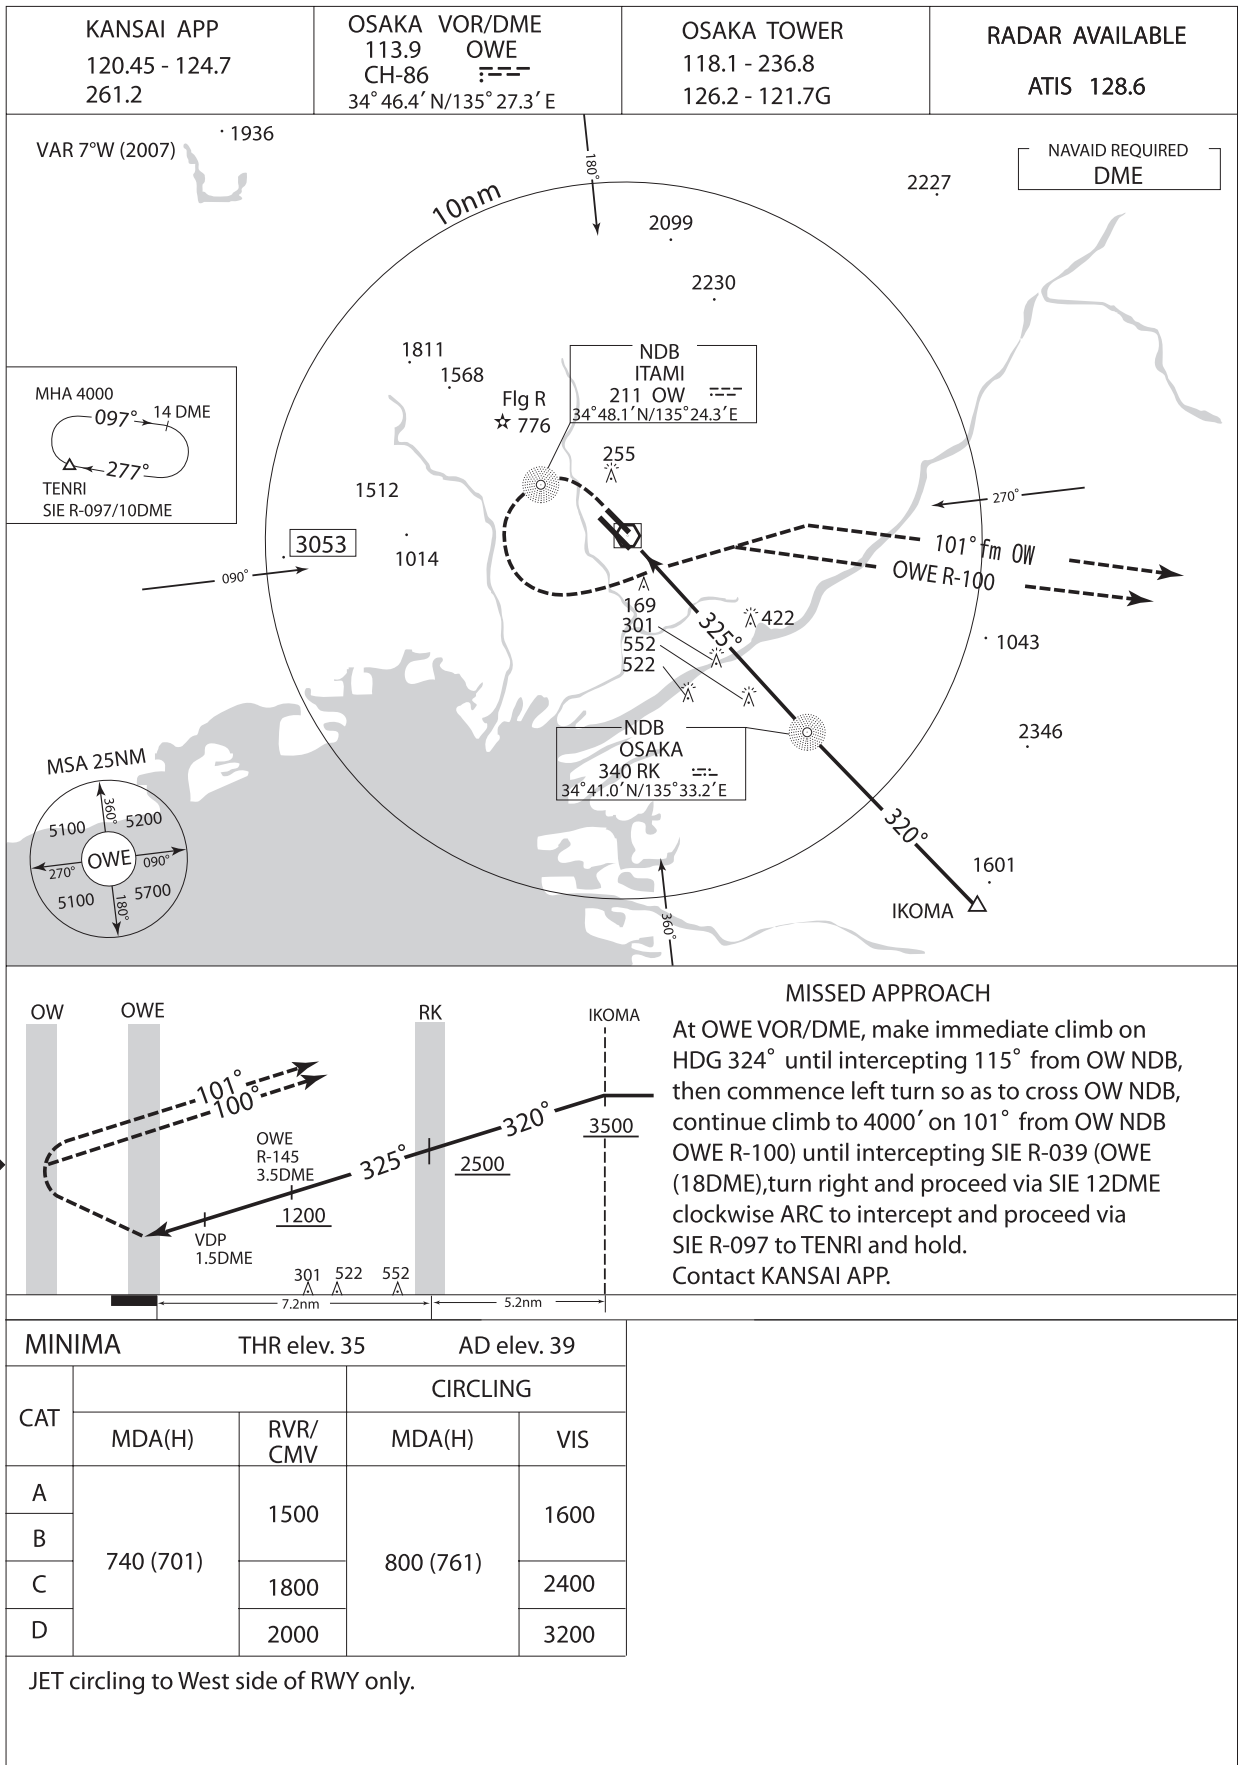 KANSAI APP
120.45 - 124.7
261.2
OSAKA VOR/DME
113.9 OWE
CH-86
34° 46.4′ N/135° 27.3′ E
OSAKA TOWER
118.1 - 236.8
126.2 - 121.7G
RADAR AVAILABLE
ATIS 128.6
VAR 7°W (2007)
1936
180°
NAVAID REQUIRED
DME
2227
10nm
2099
2230
1811
1568
NDB
ITAMI
211 OW
34°48.1′N/135°24.3′E
Flg R
776
MHA 4000
097°
14 DME
277°
TENRI
SIE R-097/10DME
255
1512
270°
3053
1014
101° fm OW
OWE R-100
090°
169
301
552
522
422
325°
1043
NDB
OSAKA
340 RK
34°41.0′N/135°33.2′E
2346
MSA 25NM
360°
5100
5200
OWE
270°
090°
5100
5700
180°
320°
1601
IKOMA
360°
OW
OWE
RK
IKOMA
101°
100°
OWE
R-145
3.5DME
325°
320°
3500
2500
1200
VDP
1.5DME
301
522
552
7.2nm
5.2nm
MISSED APPROACH
At OWE VOR/DME, make immediate climb on
HDG 324° until intercepting 115° from OW NDB,
then commence left turn so as to cross OW NDB,
continue climb to 4000′ on 101° from OW NDB
OWE R-100) until intercepting SIE R-039 (OWE
(18DME),turn right and proceed via SIE 12DME
clockwise ARC to intercept and proceed via
SIE R-097 to TENRI and hold.
Contact KANSAI APP.
MINIMA THR elev. 35 AD elev. 39
CAT
CIRCLING
MDA(H)
RVR/
CMV
MDA(H)
VIS
A
B
C
D
740 (701)
1500
1800
2000
800 (761)
1600
2400
3200
JET circling to West side of RWY only.